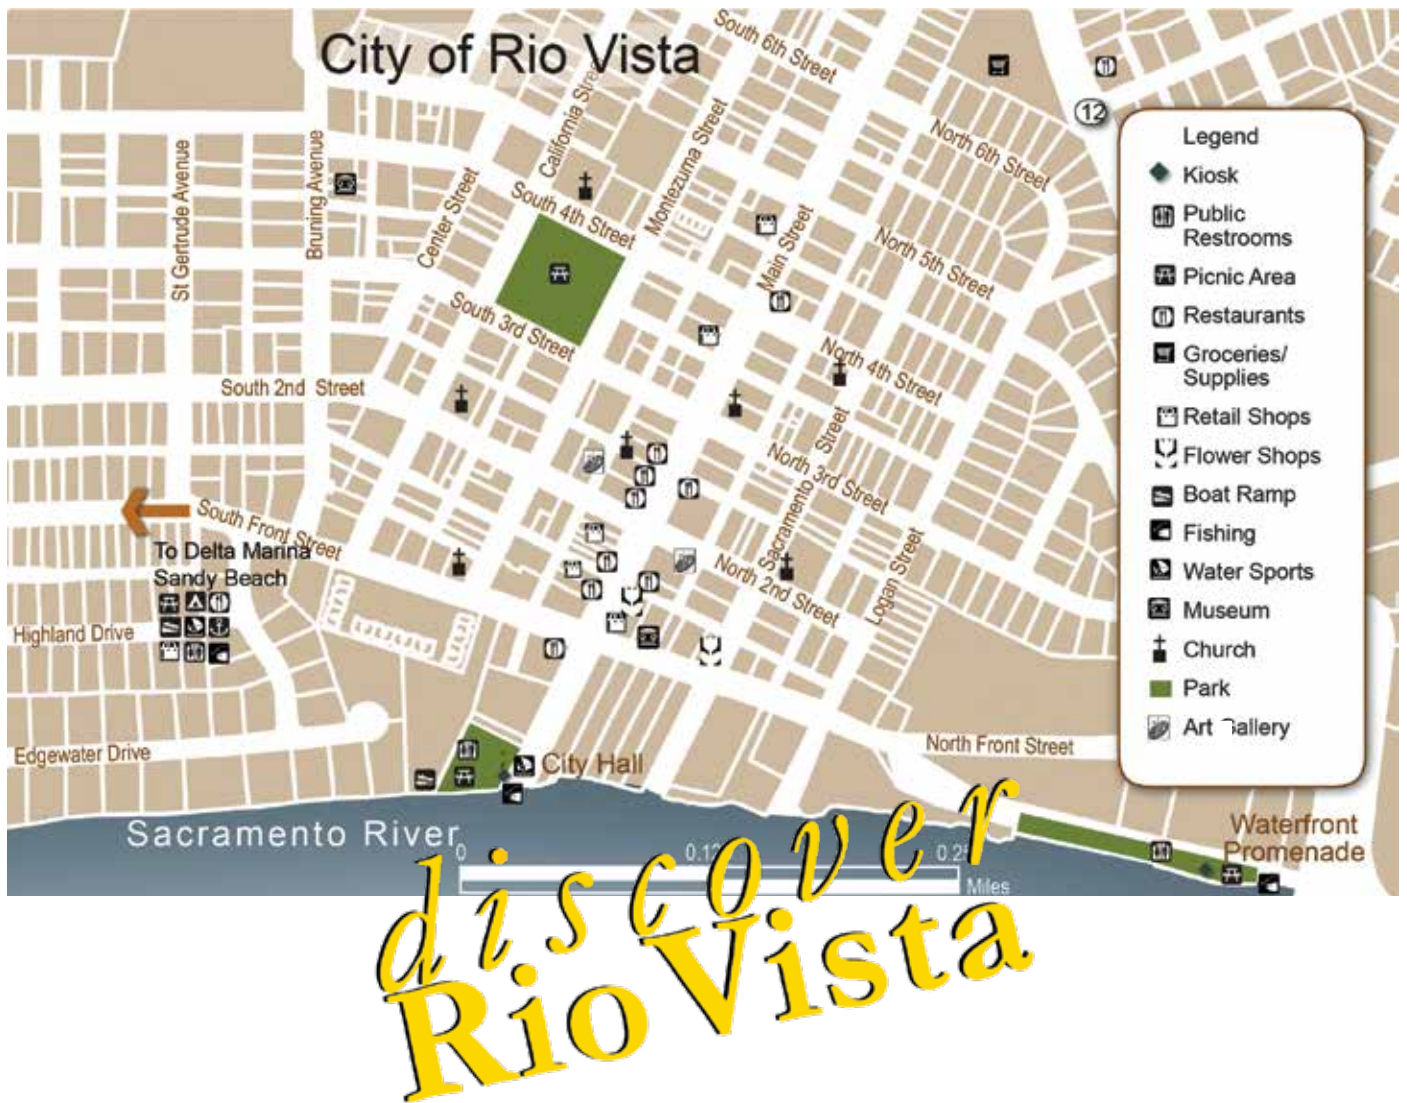 City of Rio Vista
South 6th Street
California Street
Montezuma Street
North 6th Street
12
St Gertrude Avenue
Bruning Avenue
Center Street
South 4th Street
Main Street
North 5th Street
South 3rd Street
North 4th Street
South 2nd Street
North 3rd Street
Sacramento Street
South Front Street
To Delta Marina
Sandy Beach
North 2nd Street
Logan Street
Highland Drive
Edgewater Drive
City Hall
North Front Street
Sacramento River
Waterfront
Promenade
0
0.12
0.25
Miles
Legend
Kiosk
Public
Restrooms
Picnic Area
Restaurants
Groceries/
Supplies
Retail Shops
Flower Shops
Boat Ramp
Fishing
Water Sports
Museum
Church
Park
Art Gallery
discover
Rio Vista